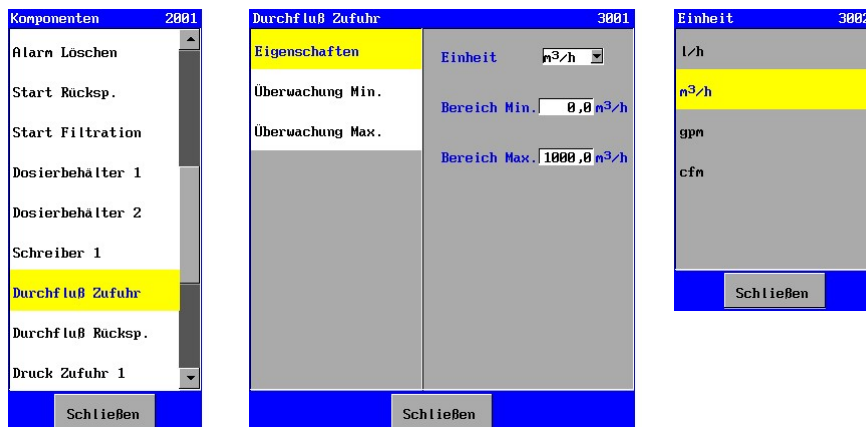 Komponenten 2001
Alarm Löschen
Start Rücksp.
Start Filtration
Dosierbehälter 1
Dosierbehälter 2
Schreiber 1
Durchfluß Zufuhr
Durchfluß Rücksp.
Druck Zufuhr 1
Schließen
Durchfluß Zufuhr 3001
Eigenschaften
Überwachung Min.
Überwachung Max.
Einheit m³/h
Bereich Min. 0,0 m³/h
Bereich Max. 1000,0 m³/h
Schließen
Einheit 3002
l/h
m³/h
gpm
cfm
Schließen